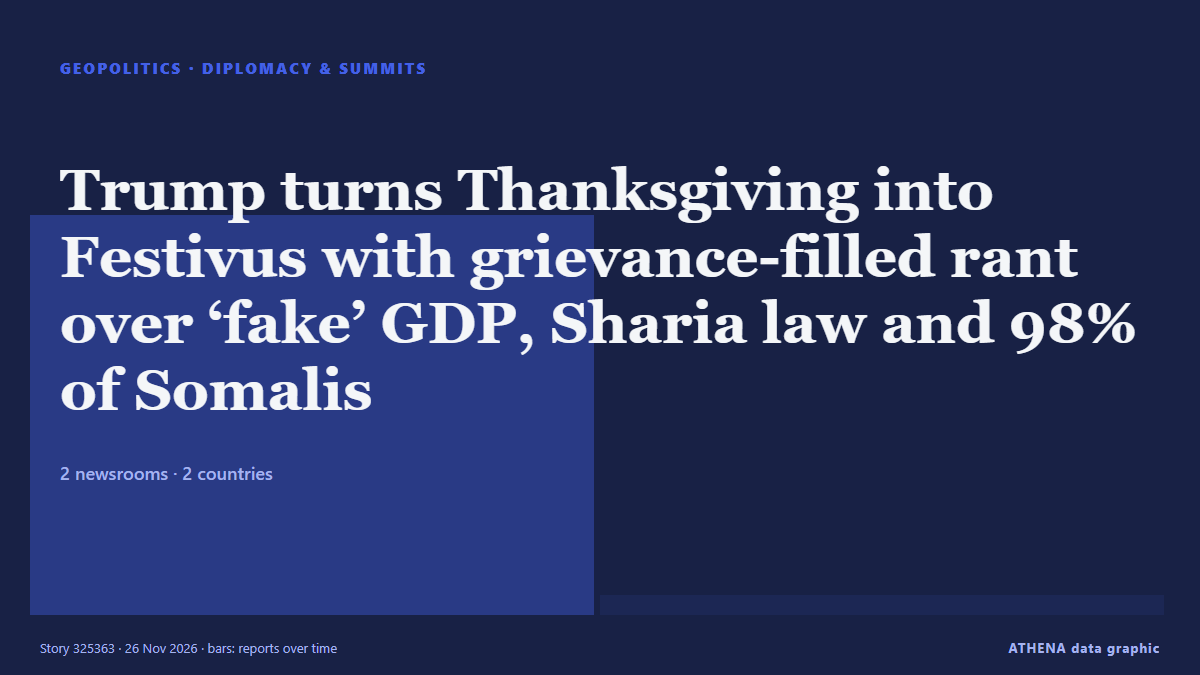 GEOPOLITICS · DIPLOMACY & SUMMITS
Trump turns Thanksgiving into
Festivus with grievance-filled rant
over ‘fake’ GDP, Sharia law and 98%
of Somalis
2 newsrooms · 2 countries
Story 325363 · 26 Nov 2026 · bars: reports over time
ATHENA data graphic